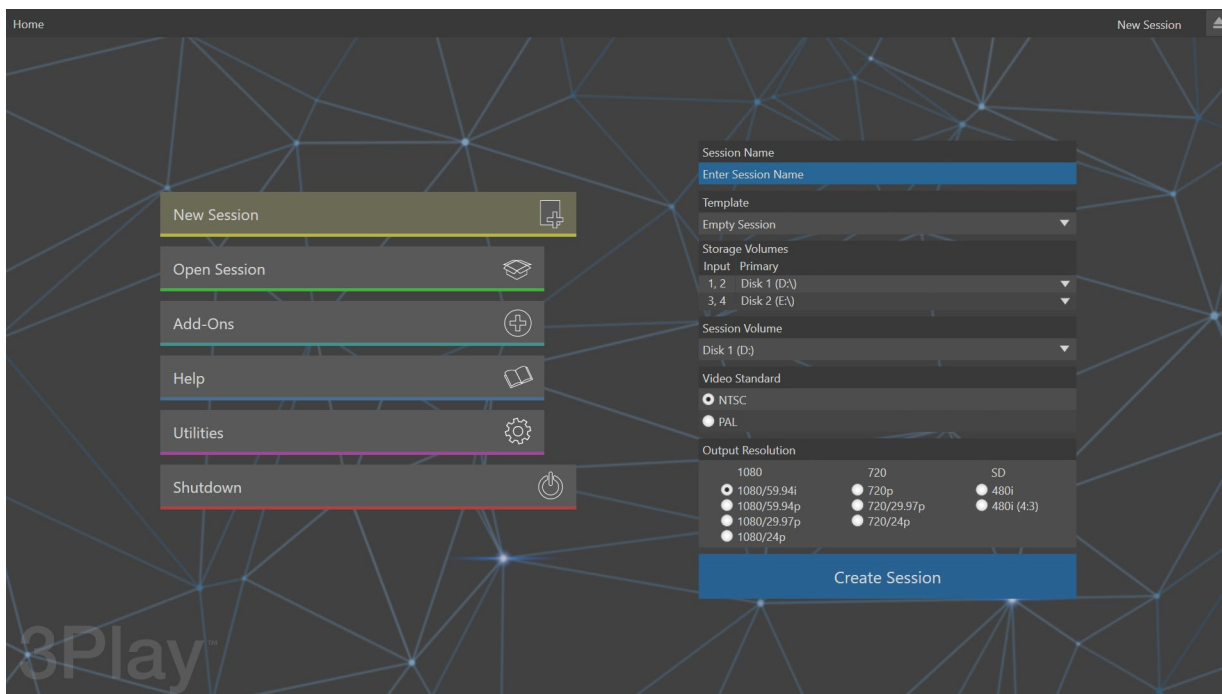 Home
New Session
Session Name
Enter Session Name
Template
Empty Session
Storage Volumes
Input Primary
1, 2 Disk 1 (D:\)
3, 4 Disk 2 (E:\)
Session Volume
Disk 1 (D:)
Video Standard
NTSC
PAL
Output Resolution
1080 720 SD
1080/59.94i 720p 480i
1080/59.94p 720/29.97p 480i (4:3)
1080/29.97p 720/24p
1080/24p
Create Session
New Session
Open Session
Add-Ons
Help
Utilities
Shutdown
3Play™